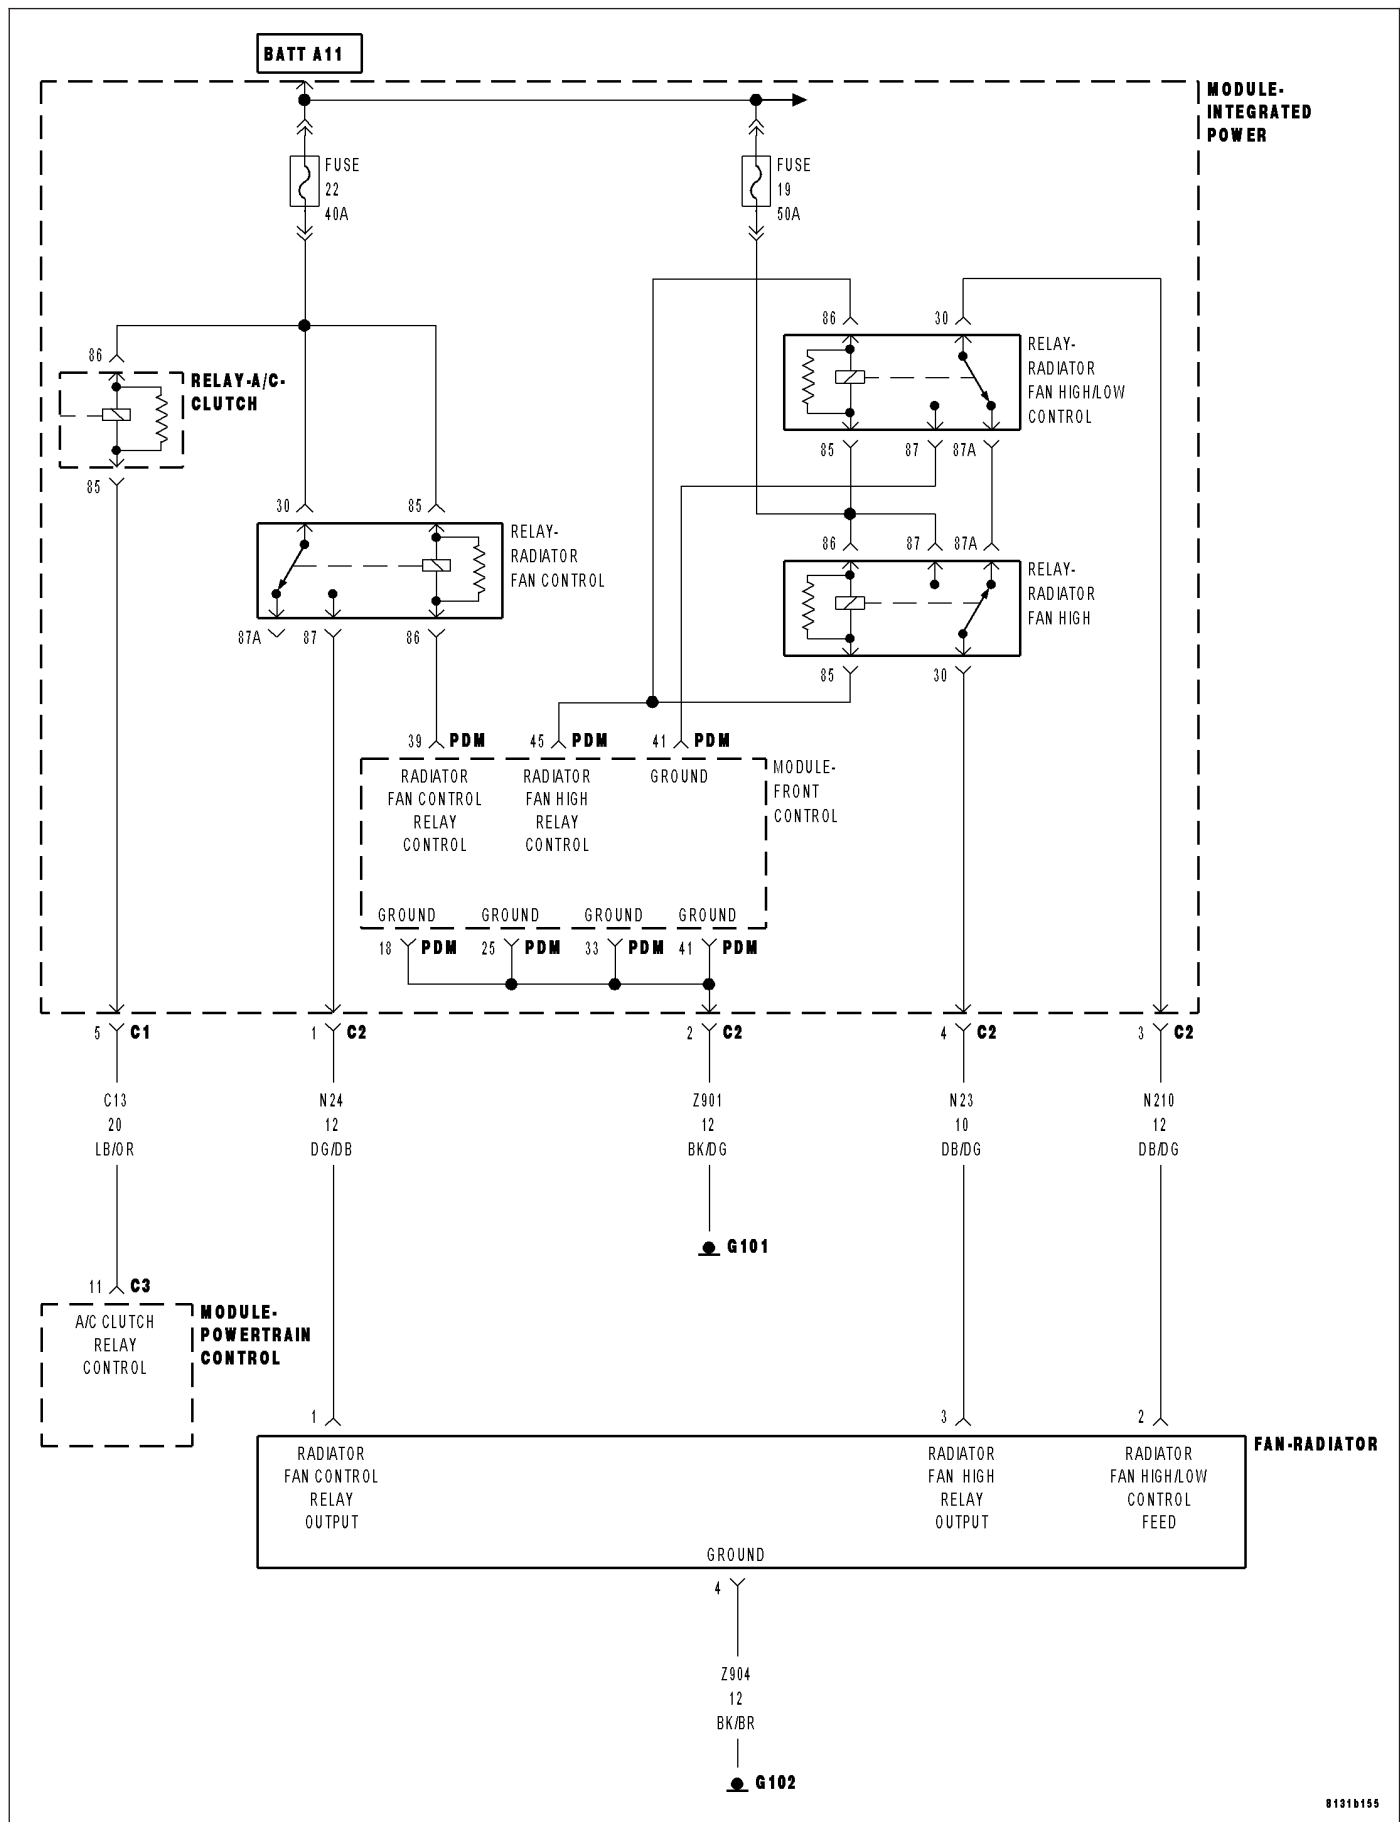 BATT A11
MODULE-
INTEGRATED
POWER
FUSE
22
40A
FUSE
19
50A
86
30
RELAY-
RADIATOR
FAN HIGH/LOW
CONTROL
86
RELAY-A/C-
CLUTCH
85
87
87A
85
30
85
RELAY-
RADIATOR
FAN CONTROL
86
87
87A
RELAY-
RADIATOR
FAN HIGH
87A
87
86
85
30
39 PDM
45 PDM
41 PDM
RADIATOR
FAN CONTROL
RELAY
CONTROL
RADIATOR
FAN HIGH
RELAY
CONTROL
GROUND
MODULE-
FRONT
CONTROL
GROUND
GROUND
GROUND
GROUND
18 PDM
25 PDM
33 PDM
41 PDM
5 C1
1 C2
2 C2
4 C2
3 C2
C13
20
LB/OR
N24
12
DG/DB
Z901
12
BK/DG
N23
10
DB/DG
N210
12
DB/DG
G101
11 C3
A/C CLUTCH
RELAY
CONTROL
MODULE-
POWERTRAIN
CONTROL
1
3
2
RADIATOR
FAN CONTROL
RELAY
OUTPUT
RADIATOR
FAN HIGH
RELAY
OUTPUT
RADIATOR
FAN HIGH/LOW
CONTROL
FEED
FAN-RADIATOR
GROUND
4
Z904
12
BK/BR
G102
8131b155